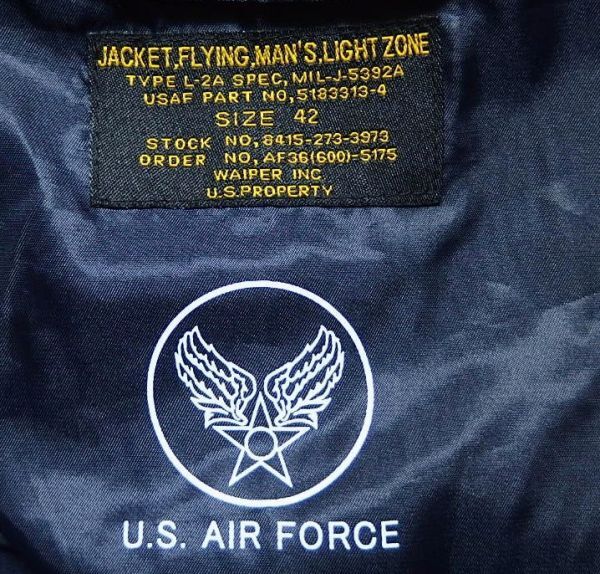 JACKET,FLYING,MAN'S,LIGHT ZONE
TYPE L-2A SPEC,MIL-J-5392A
USAF PART NO,5183313-4
SIZE 42
STOCK NO,8415-273-3973
ORDER NO,AF36(600)-5175
WAIPER INC.
U.S.PROPERTY
U.S. AIR FORCE